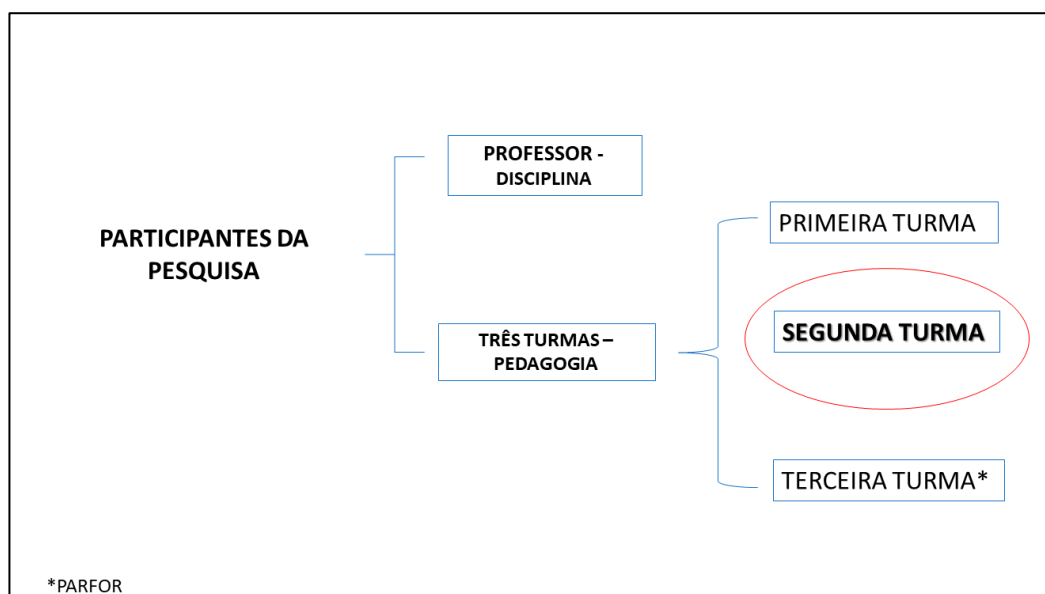 PARTICIPANTES DA
PESQUISA
PROFESSOR -
DISCIPLINA
TRÊS TURMAS –
PEDAGOGIA
PRIMEIRA TURMA
SEGUNDA TURMA
TERCEIRA TURMA*
*PARFOR